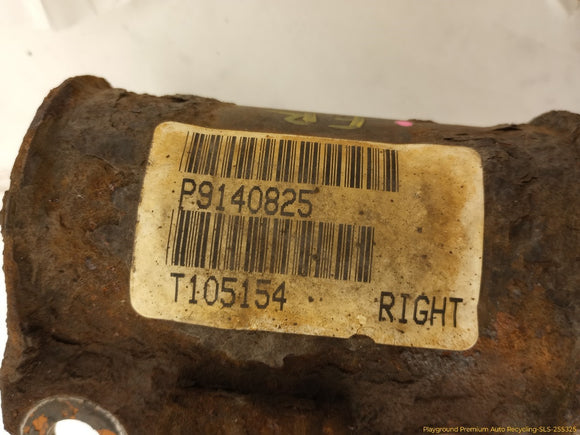 P9140825
T105154 RIGHT
Playground Premium Auto Recycling-SLS-255325